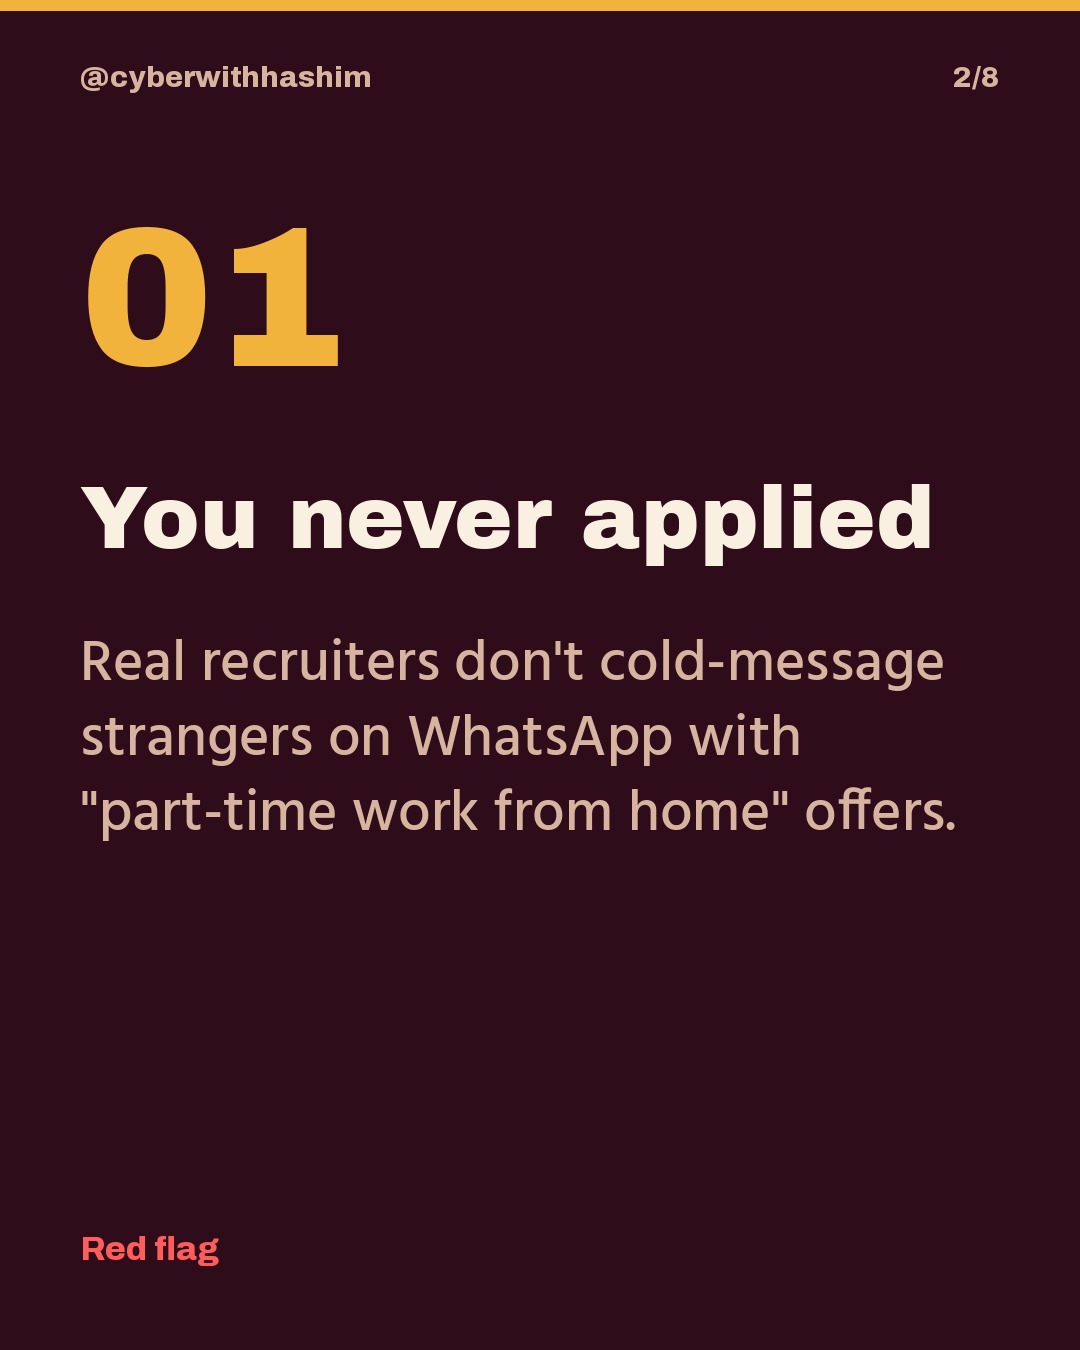 @cyberwithhashim
2/8
01
You never applied
Real recruiters don't cold-message
strangers on WhatsApp with
"part-time work from home" offers.
Red flag